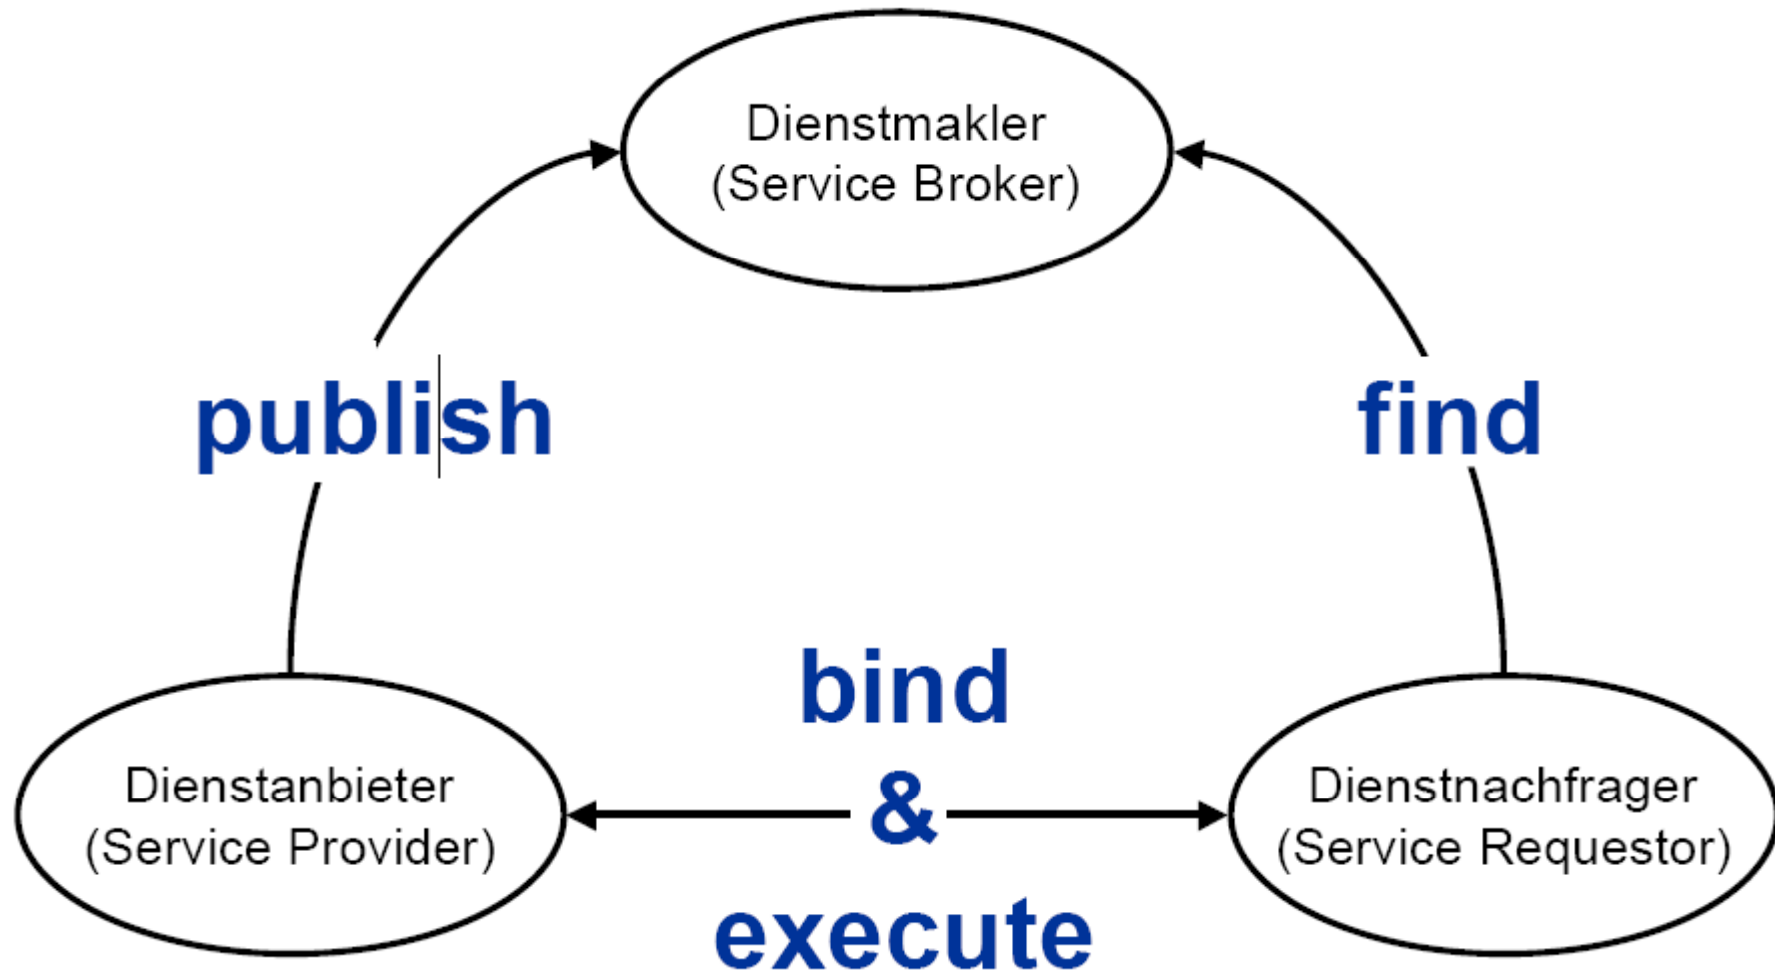 Dienstmakler
(Service Broker)
publish
find
bind
&
execute
Dienstanbieter
(Service Provider)
Dienstnachfrager
(Service Requestor)